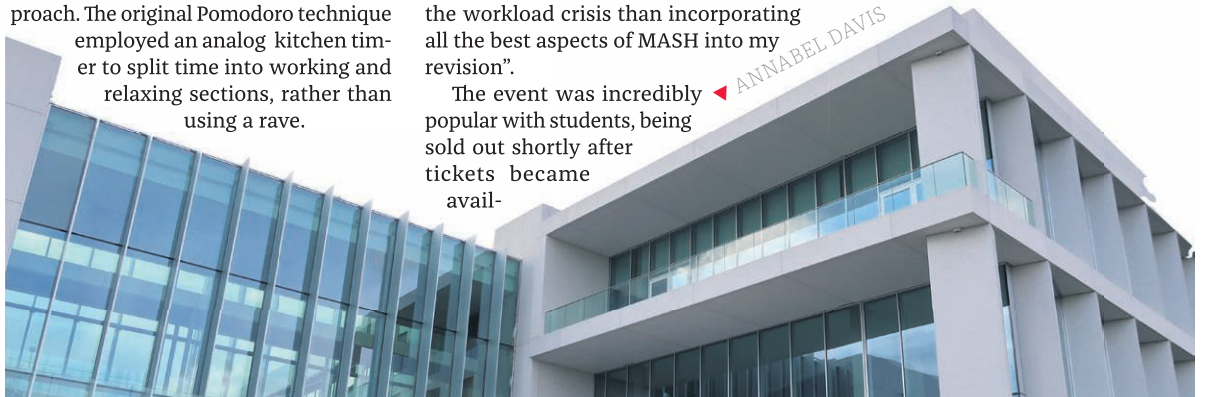 proach. The original Pomodoro technique
employed an analog kitchen tim-
er to split time into working and
relaxing sections, rather than
using a rave.
the workload crisis than incorporating
all the best aspects of MASH into my
revision”.
The event was incredibly
popular with students, being
sold out shortly after
tickets became
avail-
ANNABEL DAVIS